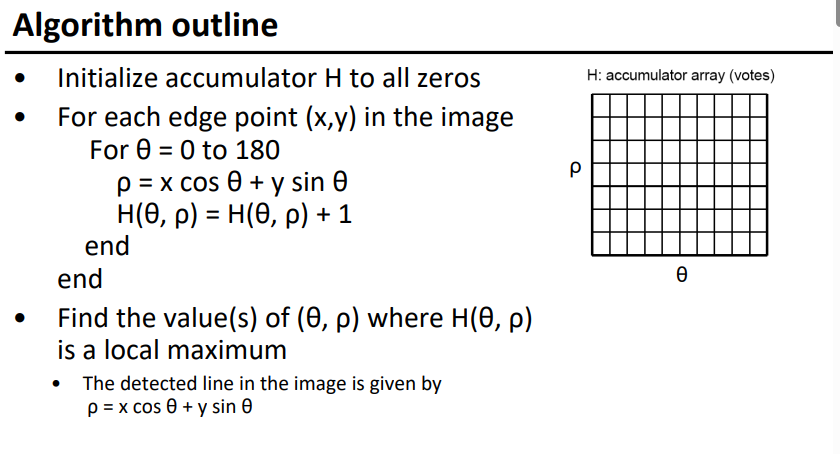 Algorithm outline
• Initialize accumulator H to all zeros
• For each edge point (x,y) in the image
For θ = 0 to 180
ρ = x cos θ + y sin θ
H(θ, ρ) = H(θ, ρ) + 1
end
end
• Find the value(s) of (θ, ρ) where H(θ, ρ)
is a local maximum
• The detected line in the image is given by
ρ = x cos θ + y sin θ
H: accumulator array (votes)
ρ
θ